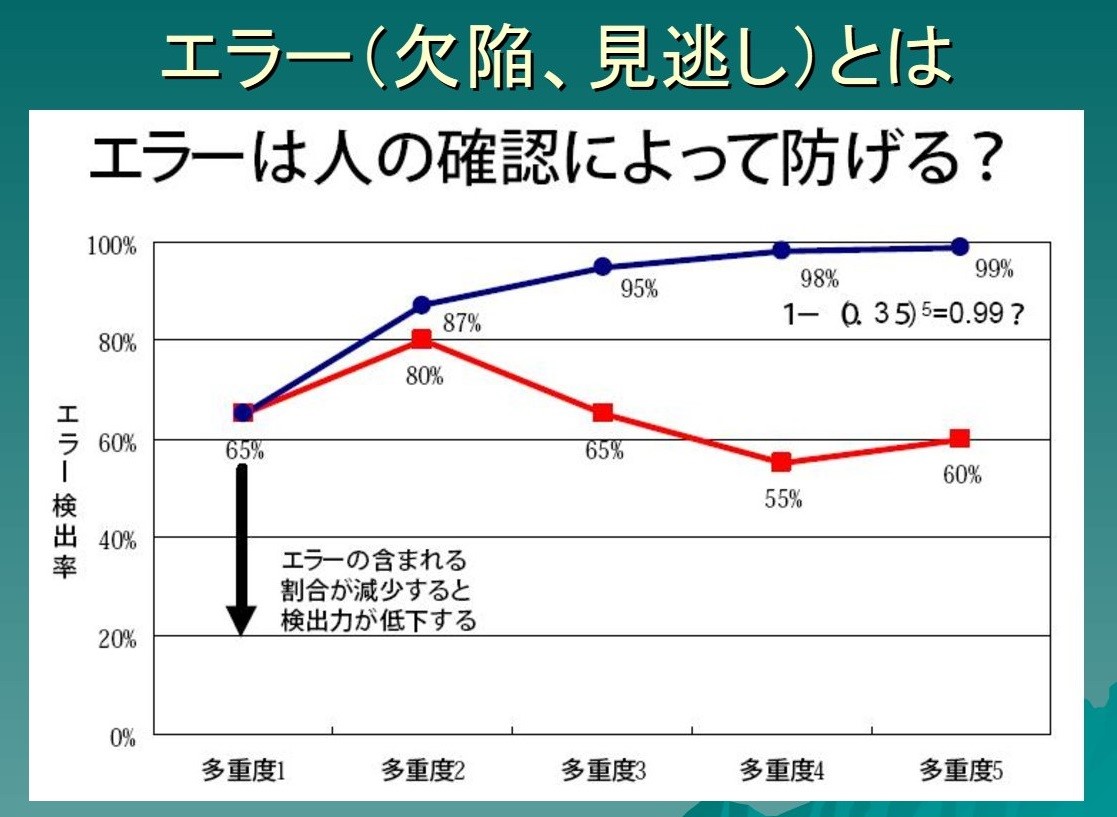 エラー(欠陥、見逃し)とは
エラーは人の確認によって防げる?
100%
80%
60%
40%
20%
0%
エラー検出率
99%
98%
95%
87%
1−(0.35)⁵=0.99?
80%
65%
65%
55%
60%
エラーの含まれる
割合が減少すると
検出力が低下する
多重度1 多重度2 多重度3 多重度4 多重度5